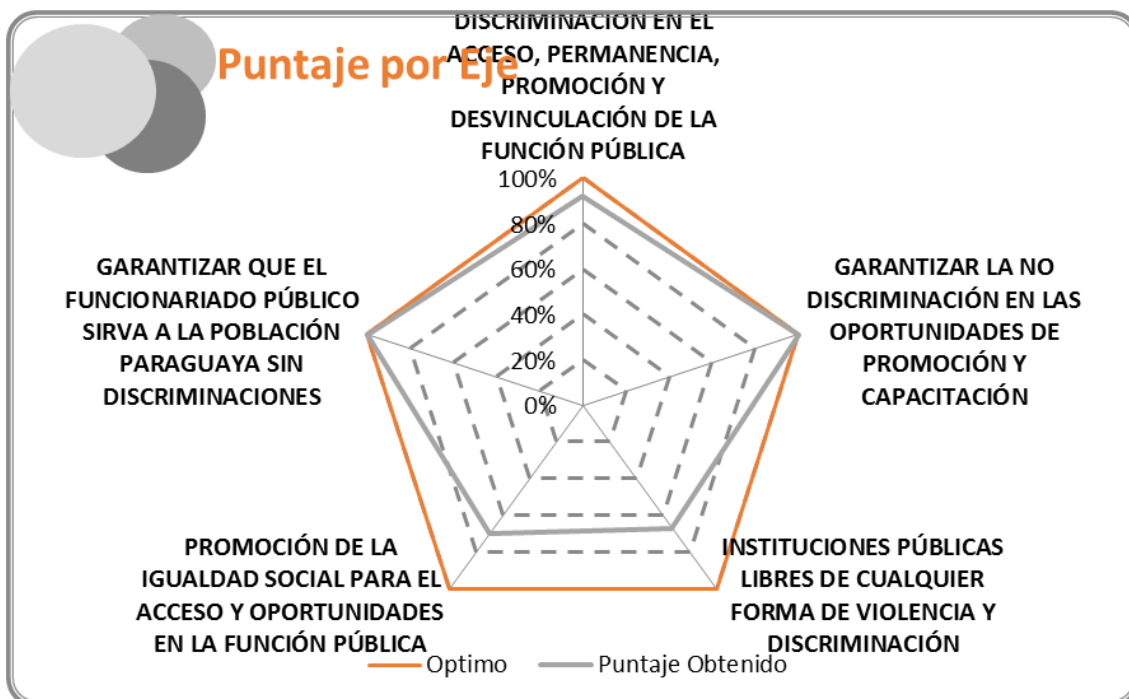 Puntaje por Eje
DISCRIMINACIÓN EN EL
ACCESO, PERMANENCIA,
PROMOCIÓN Y
DESVINCULACIÓN DE LA
FUNCIÓN PÚBLICA
100%
80%
60%
40%
20%
0%
GARANTIZAR QUE EL
FUNCIONARIADO PÚBLICO
SIRVA A LA POBLACIÓN
PARAGUAYA SIN
DISCRIMINACIONES
GARANTIZAR LA NO
DISCRIMINACIÓN EN LAS
OPORTUNIDADES DE
PROMOCIÓN Y
CAPACITACIÓN
PROMOCIÓN DE LA
IGUALDAD SOCIAL PARA EL
ACCESO Y OPORTUNIDADES
EN LA FUNCIÓN PÚBLICA
INSTITUCIONES PÚBLICAS
LIBRES DE CUALQUIER
FORMA DE VIOLENCIA Y
DISCRIMINACIÓN
Optimo
Puntaje Obtenido